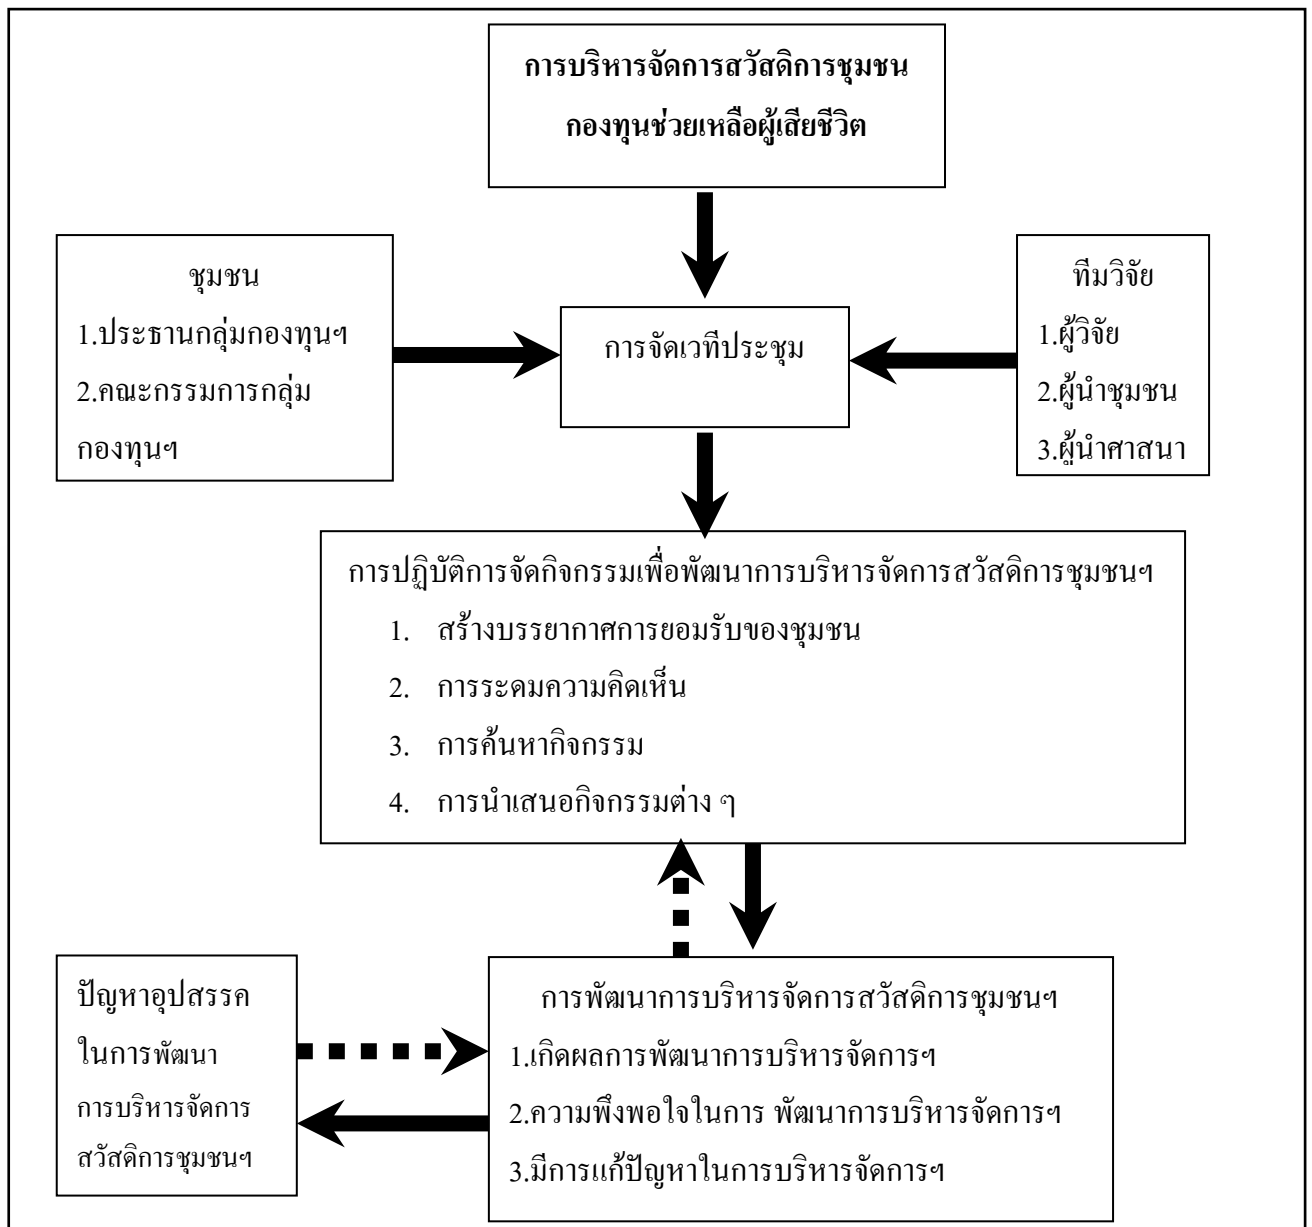 การบริหารจัดการสวัสดิการชุมชน
กองทุนช่วยเหลือผู้เสียชีวิต
ชุมชน
1.ประธานกลุ่มกองทุนฯ
2.คณะกรรมการกลุ่ม
กองทุนฯ
การจัดเวทีประชุม
ทีมวิจัย
1.ผู้วิจัย
2.ผู้นำชุมชน
3.ผู้นำศาสนา
การปฏิบัติการจัดกิจกรรมเพื่อพัฒนาการบริหารจัดการสวัสดิการชุมชนฯ
1. สร้างบรรยากาศการยอมรับของชุมชน
2. การระดมความคิดเห็น
3. การค้นหากิจกรรม
4. การนำเสนอกิจกรรมต่าง ๆ
ปัญหาอุปสรรค
ในการพัฒนา
การบริหารจัดการ
สวัสดิการชุมชนฯ
การพัฒนาการบริหารจัดการสวัสดิการชุมชนฯ
1.เกิดผลการพัฒนาการบริหารจัดการฯ
2.ความพึงพอใจในการ พัฒนาการบริหารจัดการฯ
3.มีการแก้ปัญหาในการบริหารจัดการฯ